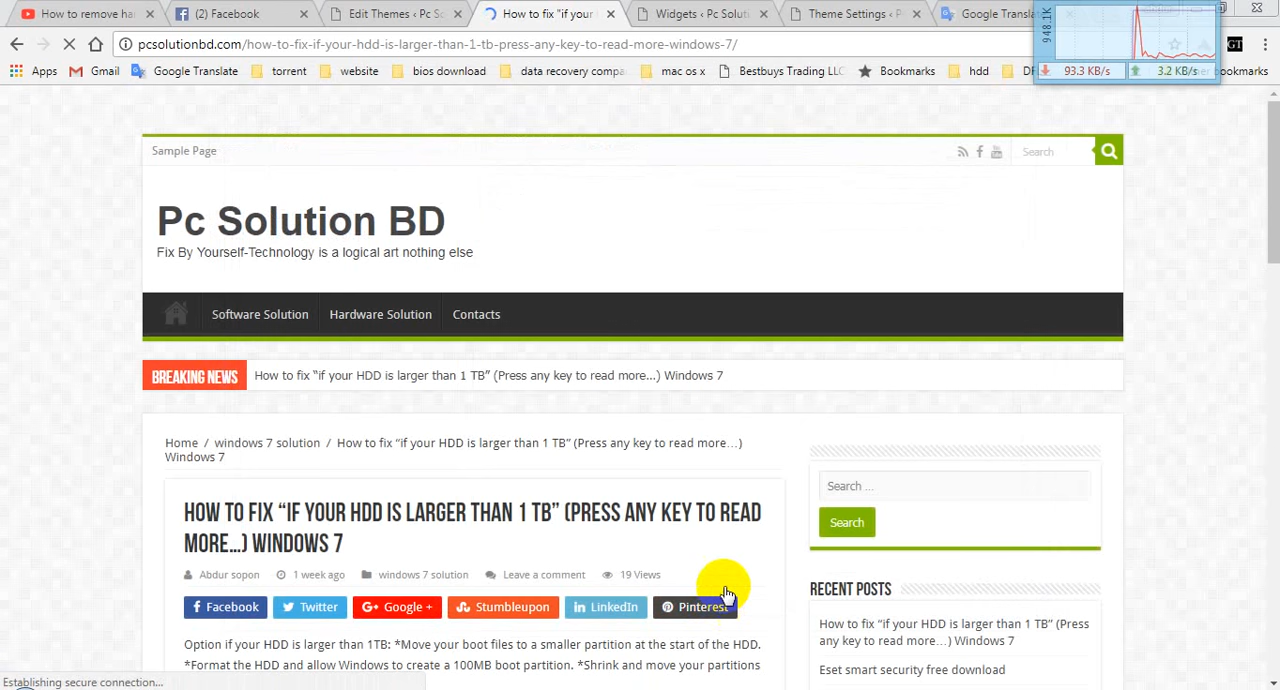 How to remove ha
(2) Facebook
Edit Themes ‹ Pc S
How to fix "if your
Widgets ‹ Pc Soluti
Theme Settings ‹ P
Google Trans
pcsolutionbd.com/how-to-fix-if-your-hdd-is-larger-than-1-tb-press-any-key-to-read-more-windows-7/
948.1K
GT
Apps
Gmail
Google Translate
torrent
website
bios
data recovery compa
mac os
Bestbuys Trading LLC
Bookmarks
hdd
93.3 KB/s
3.2 KB/s
bookmarks
Sample Page
Search
Pc Solution BD
Fix By Yourself-Technology is a logical art nothing else
Software Solution Hardware Solution Contacts
BREAKING NEWS How to fix “if your HDD is larger than 1 TB” (Press any key to read more…) Windows 7
Home / windows 7 solution / How to fix “if your HDD is larger than 1 TB” (Press any key to read more…)
Windows 7
HOW TO FIX “IF YOUR HDD IS LARGER THAN 1 TB” (PRESS ANY KEY TO READ
MORE…) WINDOWS 7
Abdur sopon 1 week ago windows 7 solution Leave a comment 19 Views
Facebook Twitter Google + Stumbleupon LinkedIn Pinterest
Option if your HDD is larger than 1TB: *Move your boot files to a smaller partition at the start of the HDD.
*Format the HDD and allow Windows to create a 100MB boot partition. *Shrink and move your partitions
Search …
Search
RECENT POSTS
How to fix “if your HDD is larger than 1 TB” (Press
any key to read more…) Windows 7
Eset smart security free download
Establishing secure connection...